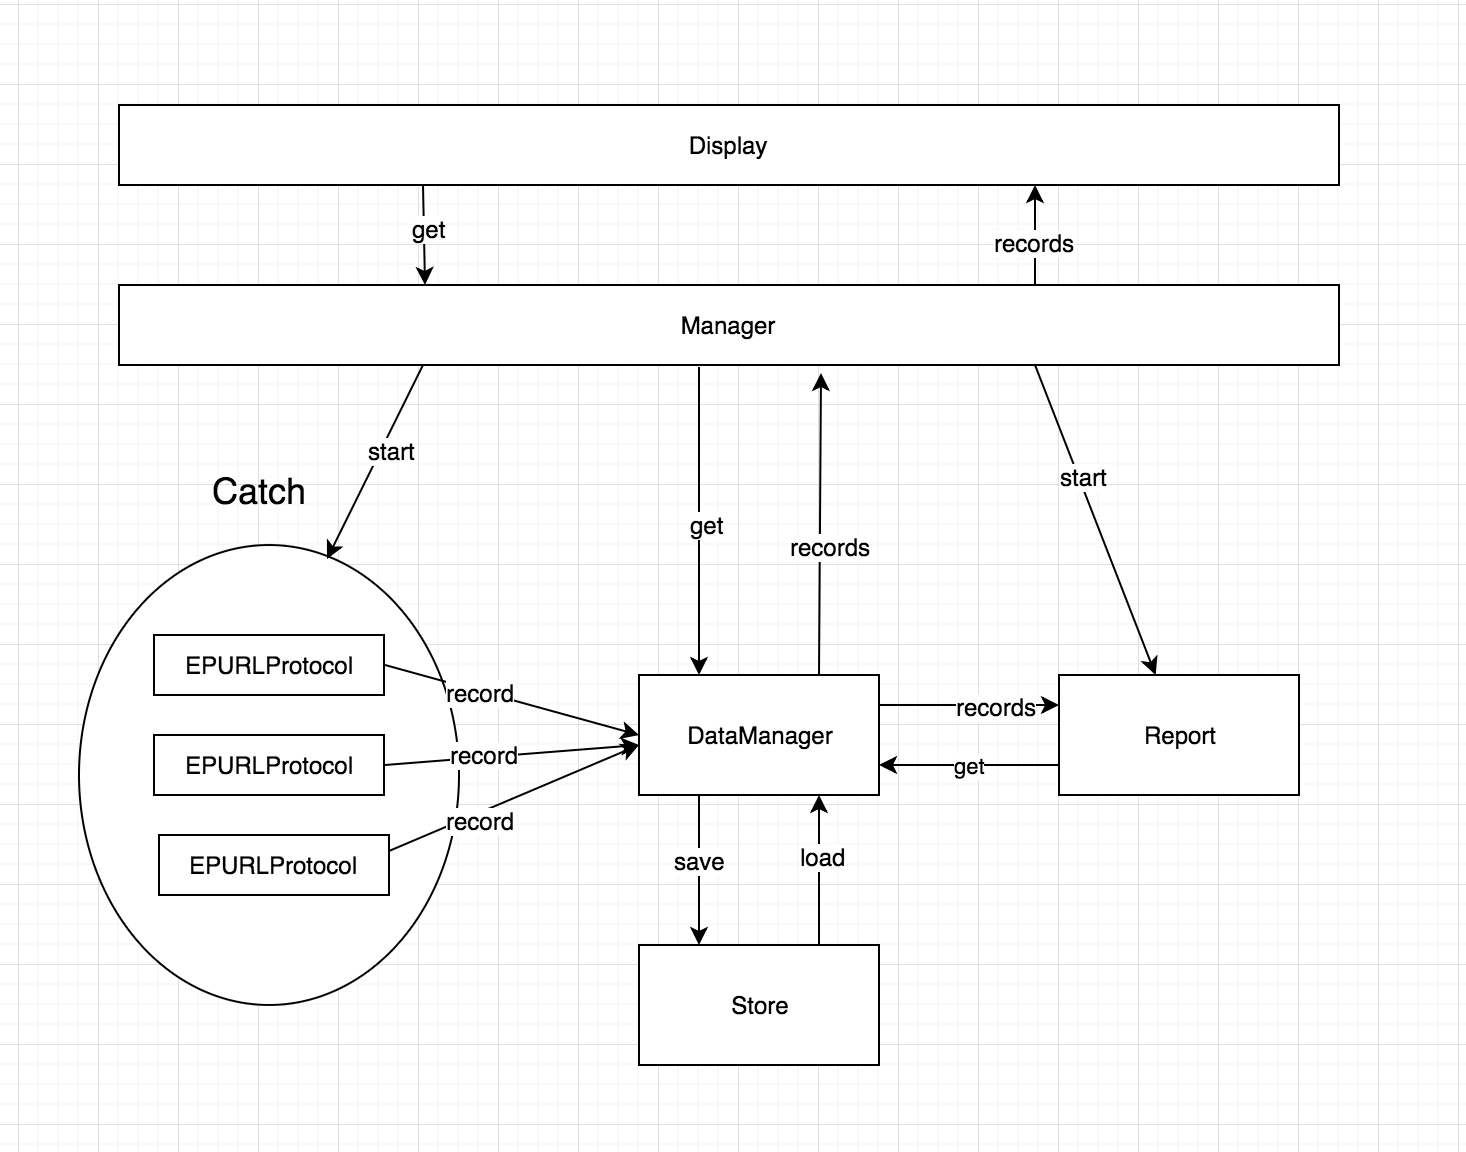 Display
get
records
Manager
start
Catch
get
records
start
EPURLProtocol
record
EPURLProtocol
record
EPURLProtocol
record
DataManager
records
get
Report
save
load
Store